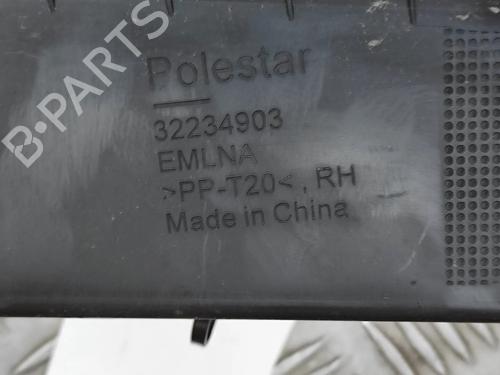 Polestar
32234903
EMLNA
>PP-T20<, RH
Made in China
B-PARTS